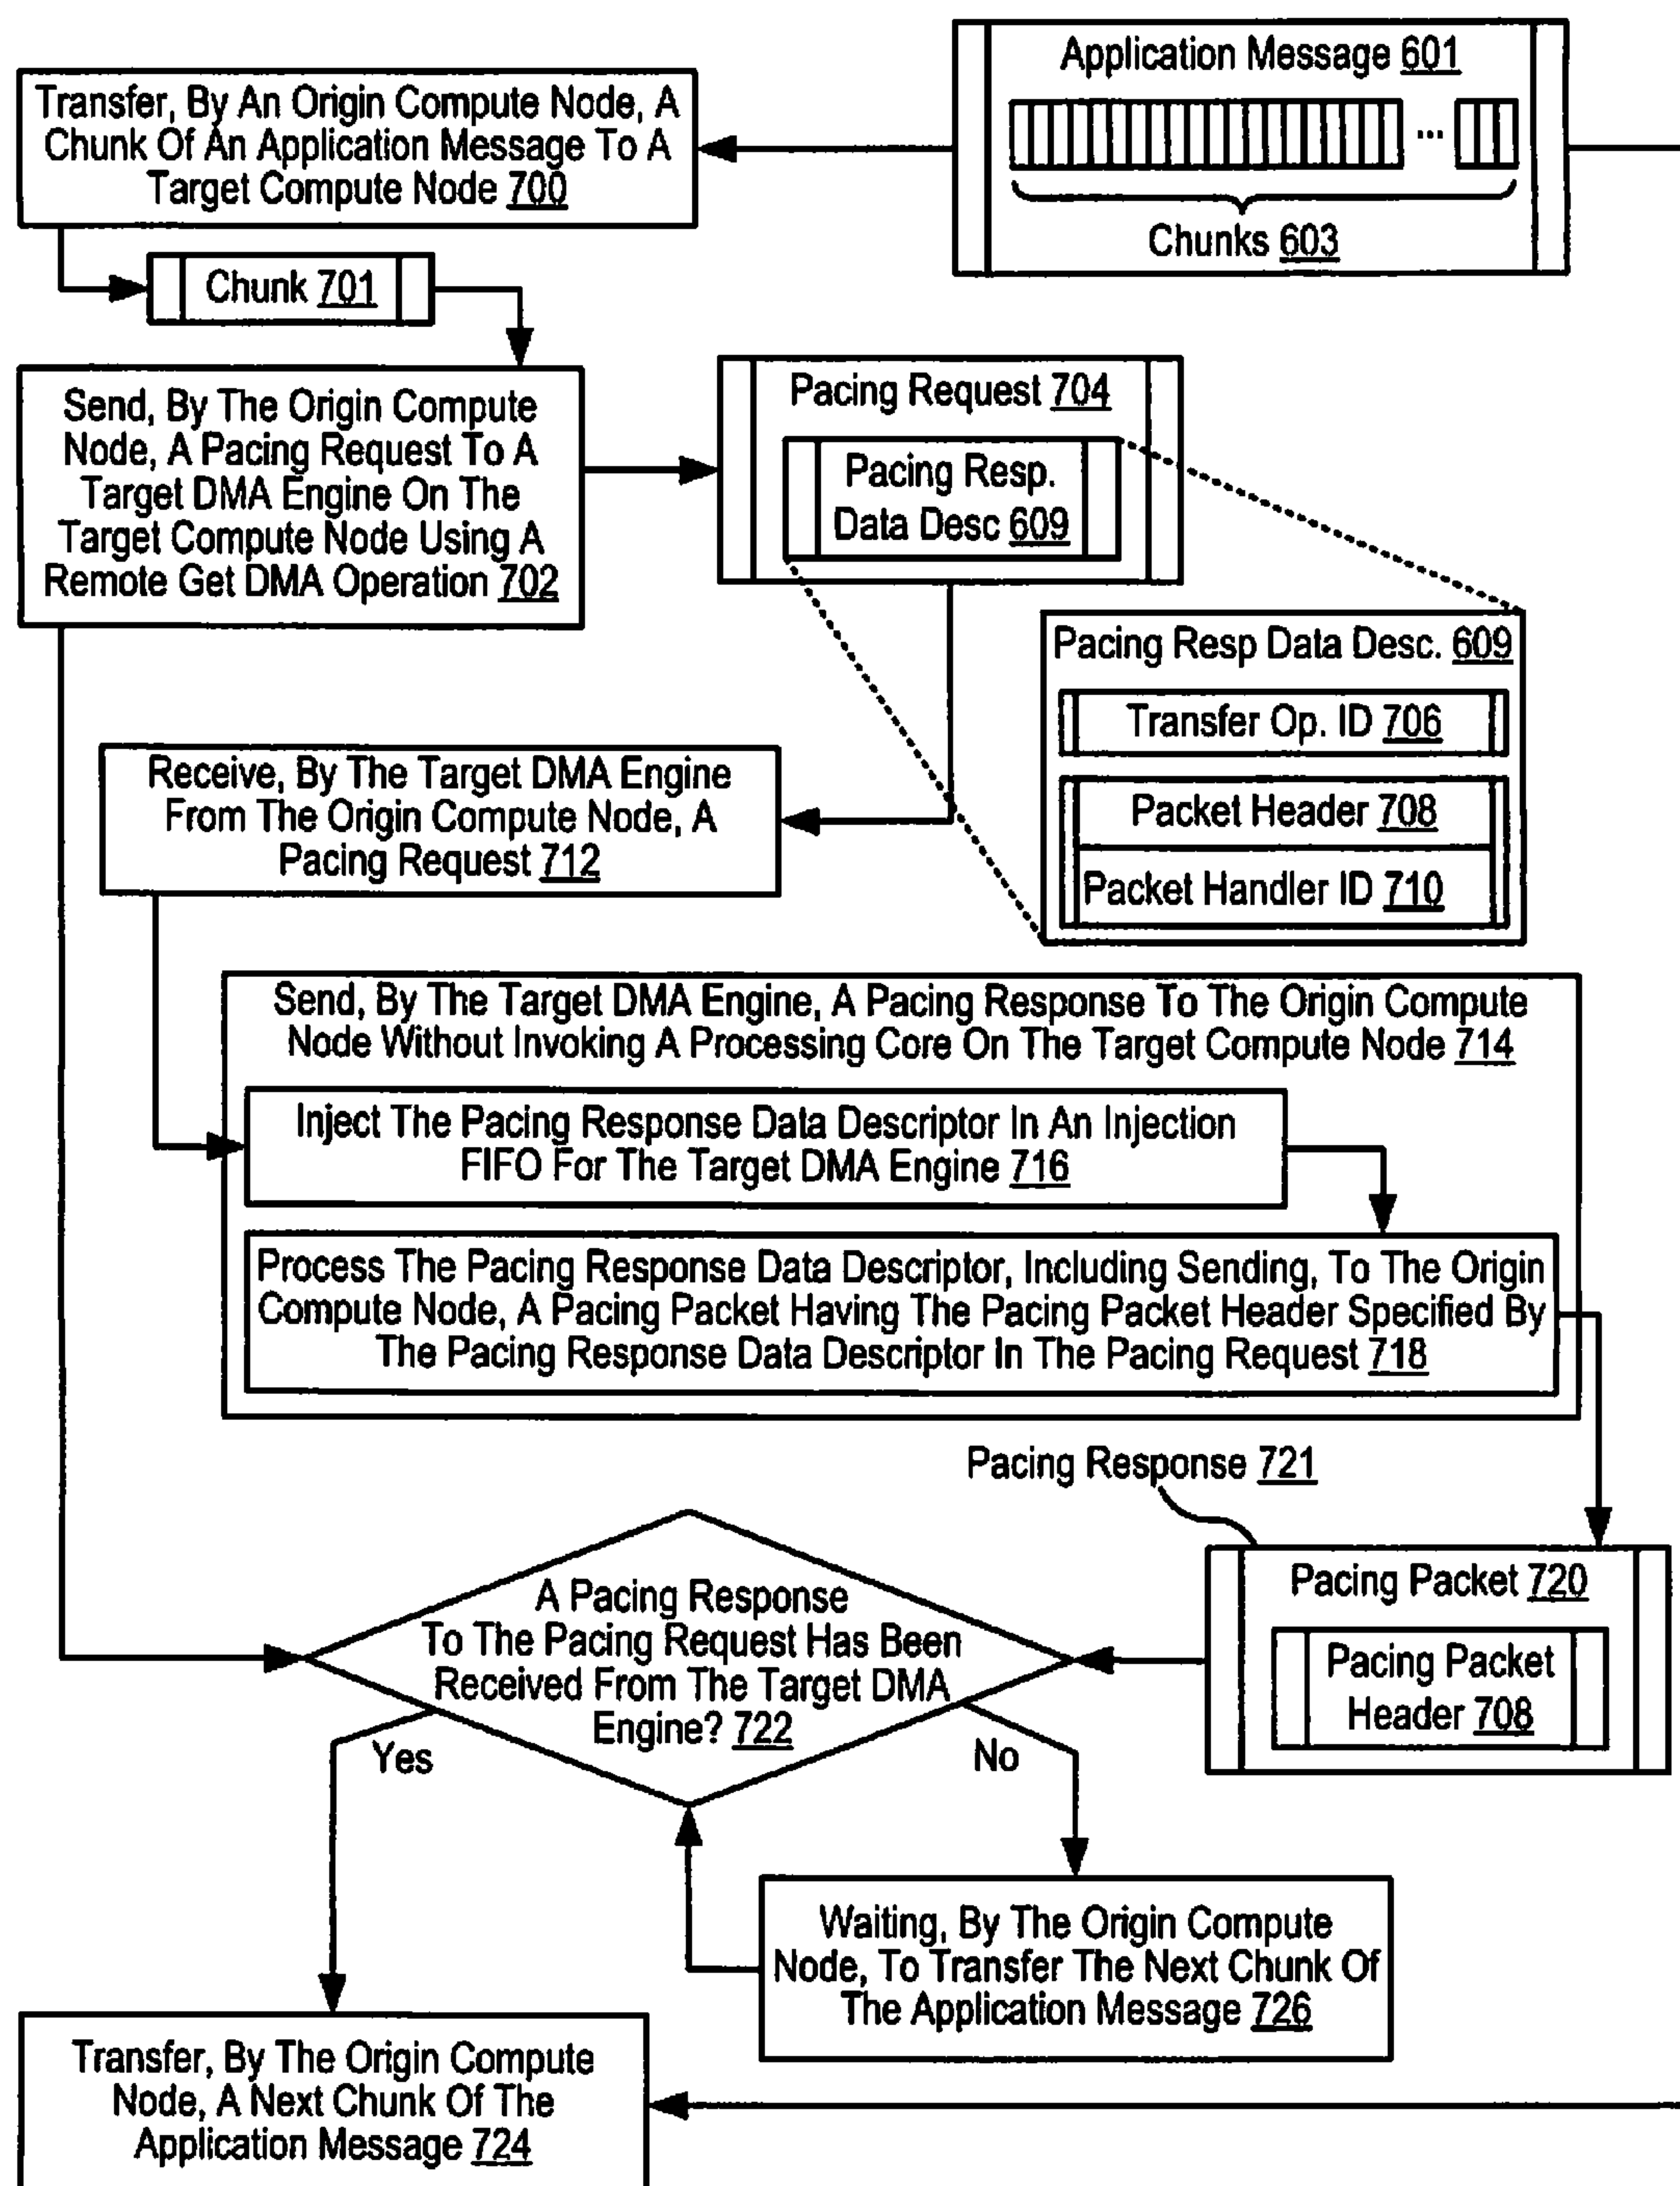 Application Message 601
...
Chunks 603
Transfer, By An Origin Compute Node, A
Chunk Of An Application Message To A
Target Compute Node 700
Chunk 701
Send, By The Origin Compute
Node, A Pacing Request To A
Target DMA Engine On The
Target Compute Node Using A
Remote Get DMA Operation 702
Pacing Request 704
Pacing Resp.
Data Desc 609
Pacing Resp Data Desc. 609
Transfer Op. ID 706
Packet Header 708
Packet Handler ID 710
Receive, By The Target DMA Engine
From The Origin Compute Node, A
Pacing Request 712
Send, By The Target DMA Engine, A Pacing Response To The Origin Compute
Node Without Invoking A Processing Core On The Target Compute Node 714
Inject The Pacing Response Data Descriptor In An Injection
FIFO For The Target DMA Engine 716
Process The Pacing Response Data Descriptor, Including Sending, To The Origin
Compute Node, A Pacing Packet Having The Pacing Packet Header Specified By
The Pacing Response Data Descriptor In The Pacing Request 718
Pacing Response 721
Pacing Packet 720
Pacing Packet
Header 708
A Pacing Response
To The Pacing Request Has Been
Received From The Target DMA
Engine? 722
Yes
No
Waiting, By The Origin Compute
Node, To Transfer The Next Chunk Of
The Application Message 726
Transfer, By The Origin Compute
Node, A Next Chunk Of The
Application Message 724